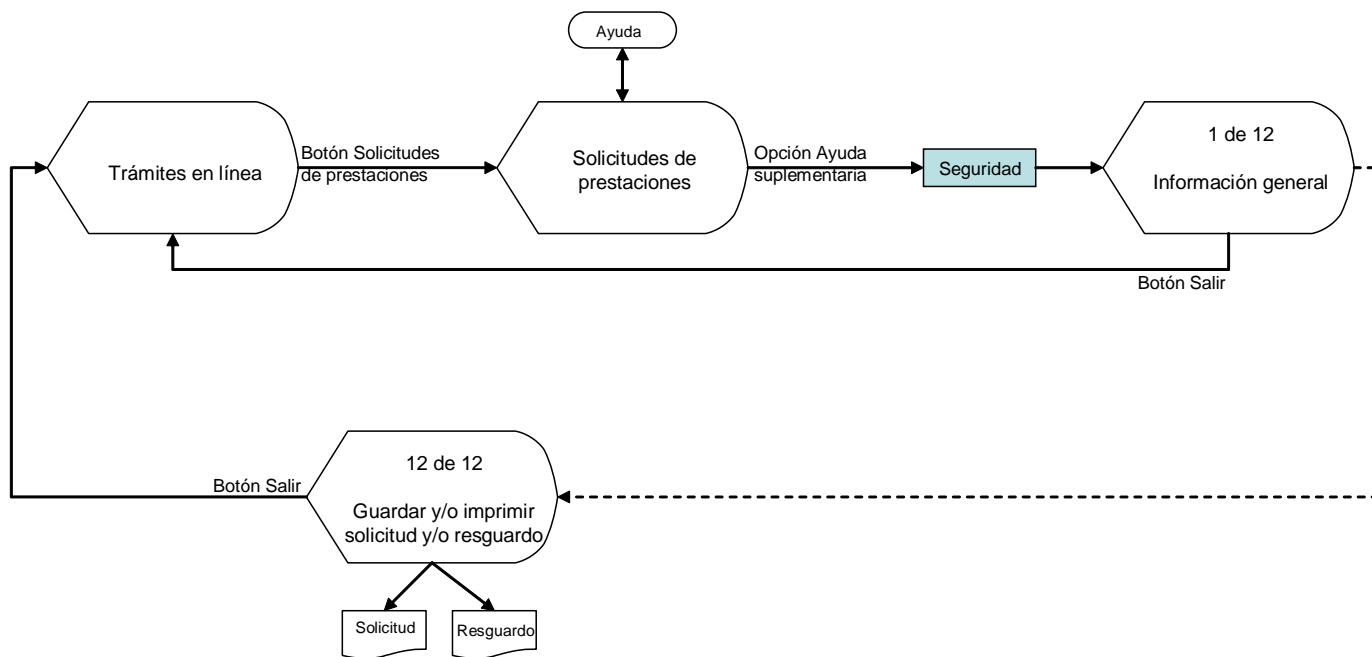 Ayuda
Trámites en línea
Botón Solicitudes
de prestaciones
Solicitudes de
prestaciones
Opción Ayuda
suplementaria
Seguridad
1 de 12
Información general
Botón Salir
Botón Salir
12 de 12
Guardar y/o imprimir
solicitud y/o resguardo
Solicitud
Resguardo